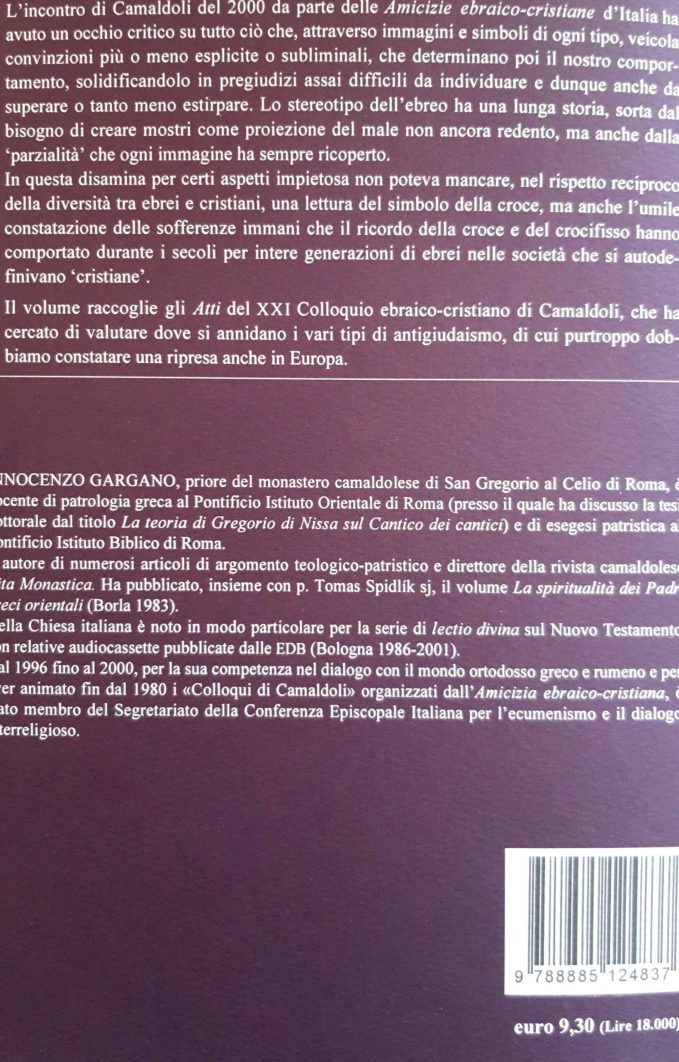 L'incontro di Camaldoli del 2000 da parte delle Amicizie ebraico-cristiane d'Italia ha
avuto un occhio critico su tutto ciò che, attraverso immagini e simboli di ogni tipo, veicola
convinzioni più o meno esplicite o subliminali, che determinano poi il nostro compor-
tamento, solidificandolo in pregiudizi assai difficili da individuare e dunque anche da
superare o tanto meno estirpare. Lo stereotipo dell'ebreo ha una lunga storia, sorta dal
bisogno di creare mostri come proiezione del male non ancora redento, ma anche dalla
'parzialità' che ogni immagine ha sempre ricoperto.
In questa disamina per certi aspetti impietosa non poteva mancare, nel rispetto reciproco
della diversità tra ebrei e cristiani, una lettura del simbolo della croce, ma anche l'umile
constatazione delle sofferenze immani che il ricordo della croce e del crocifisso hanno
comportato durante i secoli per intere generazioni di ebrei nelle società che si autode-
finivano 'cristiane'.
Il volume raccoglie gli Atti del XXI Colloquio ebraico-cristiano di Camaldoli, che ha
cercato di valutare dove si annidano i vari tipi di antigiudaismo, di cui purtroppo dob-
biamo constatare una ripresa anche in Europa.
NNOCENZO GARGANO, priore del monastero camaldolese di San Gregorio al Celio di Roma, è
ocente di patrologia greca al Pontificio Istituto Orientale di Roma (presso il quale ha discusso la tesi
ottorale dal titolo La teoria di Gregorio di Nissa sul Cantico dei cantici) e di esegesi patristica al
ontificio Istituto Biblico di Roma.
autore di numerosi articoli di argomento teologico-patristico e direttore della rivista camaldolese
ita Monastica. Ha pubblicato, insieme con p. Tomas Spidlík sj, il volume La spiritualità dei Padri
reci orientali (Borla 1983).
ella Chiesa italiana è noto in modo particolare per la serie di lectio divina sul Nuovo Testamento
on relative audiocassette pubblicate dalle EDB (Bologna 1986-2001).
al 1996 fino al 2000, per la sua competenza nel dialogo con il mondo ortodosso greco e rumeno e per
ver animato fin dal 1980 i «Colloqui di Camaldoli» organizzati dall'Amicizia ebraico-cristiana, è
ato membro del Segretariato della Conferenza Episcopale Italiana per l'ecumenismo e il dialogo
terreligioso.
9 788885 124837
euro 9,30 (Lire 18.000)